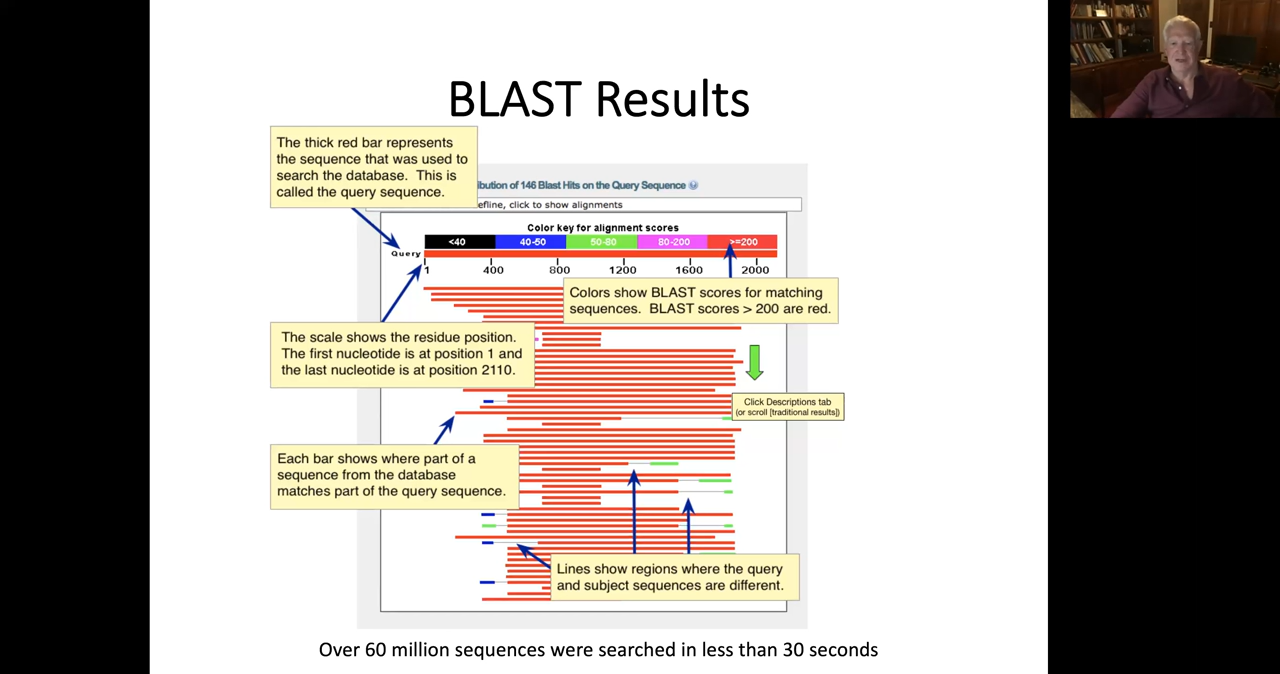 BLAST Results
The thick red bar represents
the sequence that was used to
search the database. This is
called the query sequence.
ibution of 146 Blast Hits on the Query Sequence
efline, click to show alignments
Color key for alignment scores
<40 40-50 50-80 80-200 >=200
Query
1 400 800 1200 1600 2000
Colors show BLAST scores for matching
sequences. BLAST scores > 200 are red.
The scale shows the residue position.
The first nucleotide is at position 1 and
the last nucleotide is at position 2110.
Click Descriptions tab
(or scroll [traditional results])
Each bar shows where part of a
sequence from the database
matches part of the query sequence.
Lines show regions where the query
and subject sequences are different.
Over 60 million sequences were searched in less than 30 seconds